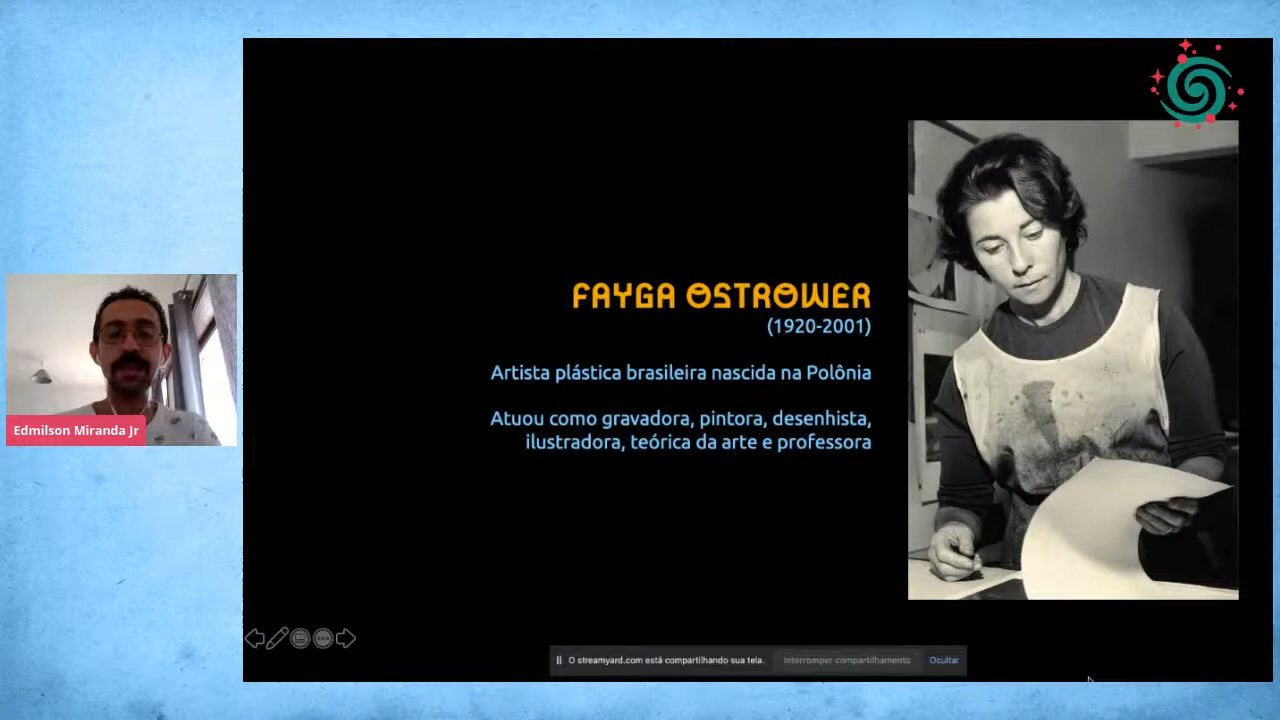 FAYGA OSTROWER
(1920-2001)
Artista plástica brasileira nascida na Polônia
Atuou como gravadora, pintora, desenhista,
ilustradora, teórica da arte e professora
Edmilson Miranda Jr
O streamyard.com está compartilhando sua tela. Interromper compartilhamento Ocultar